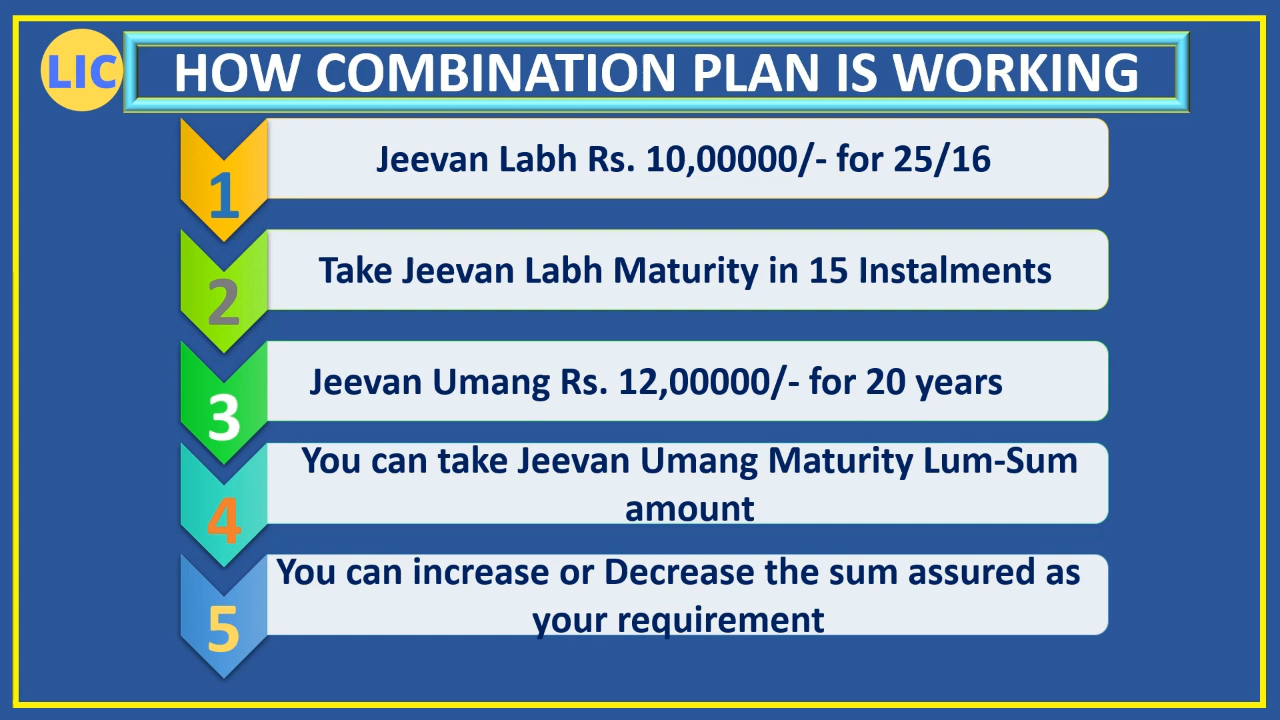 LIC
HOW COMBINATION PLAN IS WORKING
1
Jeevan Labh Rs. 10,00000/- for 25/16
2
Take Jeevan Labh Maturity in 15 Instalments
3
Jeevan Umang Rs. 12,00000/- for 20 years
4
You can take Jeevan Umang Maturity Lum-Sum
amount
5
You can increase or Decrease the sum assured as
your requirement